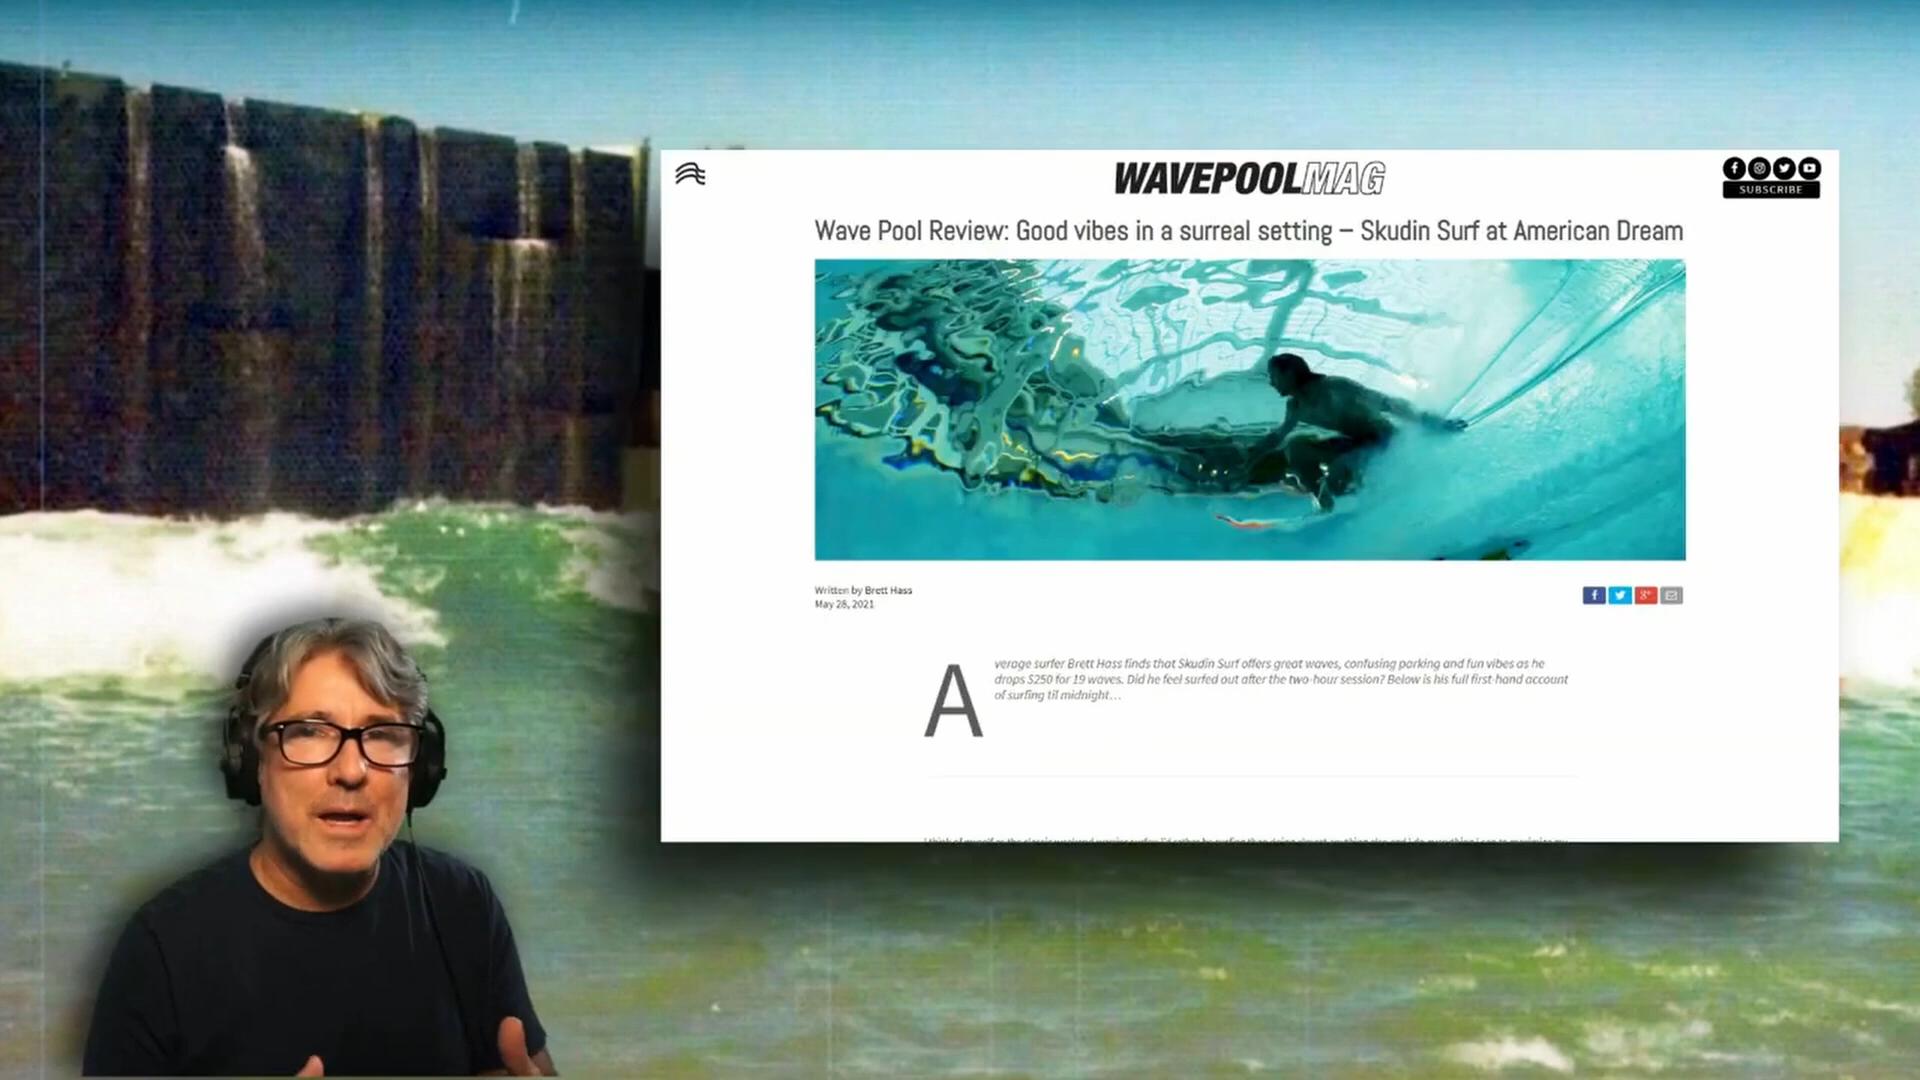 WAVEPOOLMAG
SUBSCRIBE
Wave Pool Review: Good vibes in a surreal setting – Skudin Surf at American Dream
Written by Brett Hass
May 28, 2021
Average surfer Brett Hass finds that Skudin Surf offers great waves, confusing parking and fun vibes as he
drops $250 for 19 waves. Did he feel surfed out after the two-hour session? Below is his full first-hand account
of surfing til midnight…